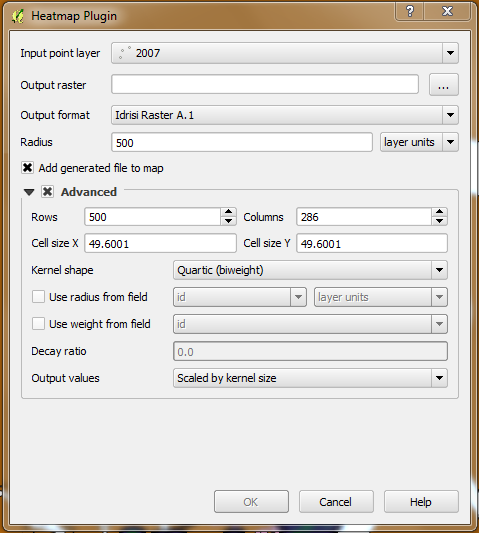 Heatmap Plugin ?
Input point layer 2007
Output raster ...
Output format Idrisi Raster A.1
Radius 500 layer units
Add generated file to map
Advanced
Rows 500 Columns 286
Cell size X 49.6001 Cell size Y 49.6001
Kernel shape Quartic (biweight)
Use radius from field id layer units
Use weight from field id
Decay ratio 0.0
Output values Scaled by kernel size
OK Cancel Help